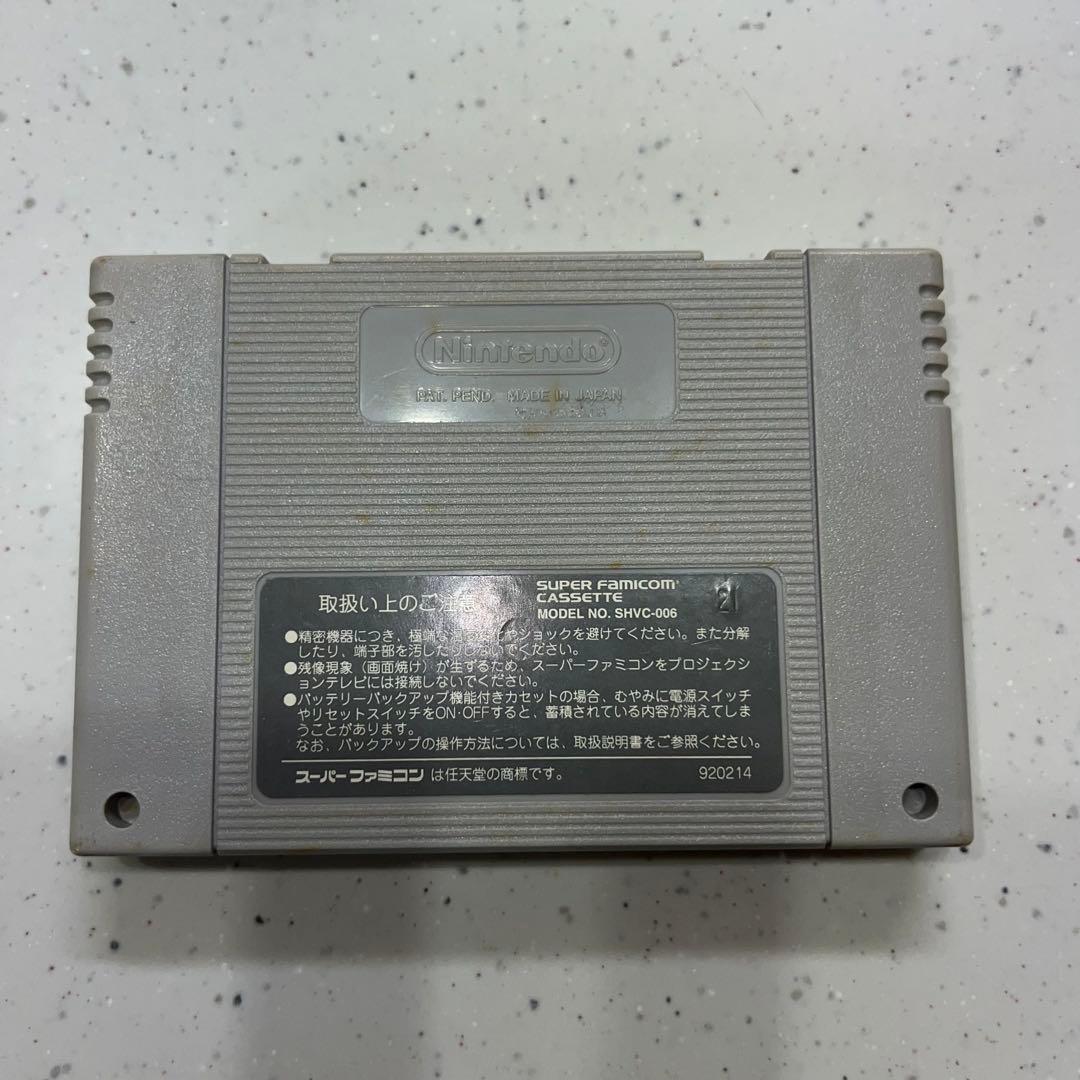 Nintendo®
PAT. PEND. MADE IN JAPAN
取扱い上のご注意
SUPER FAMICOM
CASSETTE
MODEL NO. SHVC-006
21
●精密機器につき、極端な温度変化やショックを避けてください。また分解
したり、端子部を汚したりしないでください。
●残像現象（画面焼け）が生ずるため、スーパーファミコンをプロジェクシ
ョンテレビには接続しないでください。
●バッテリーバックアップ機能付きカセットの場合、むやみに電源スイッチ
やリセットスイッチをON·OFFすると、蓄積されている内容が消えてしま
うことがあります。
なお、バックアップの操作方法については、取扱説明書をご参照ください。
スーパーファミコンは任天堂の商標です。
920214